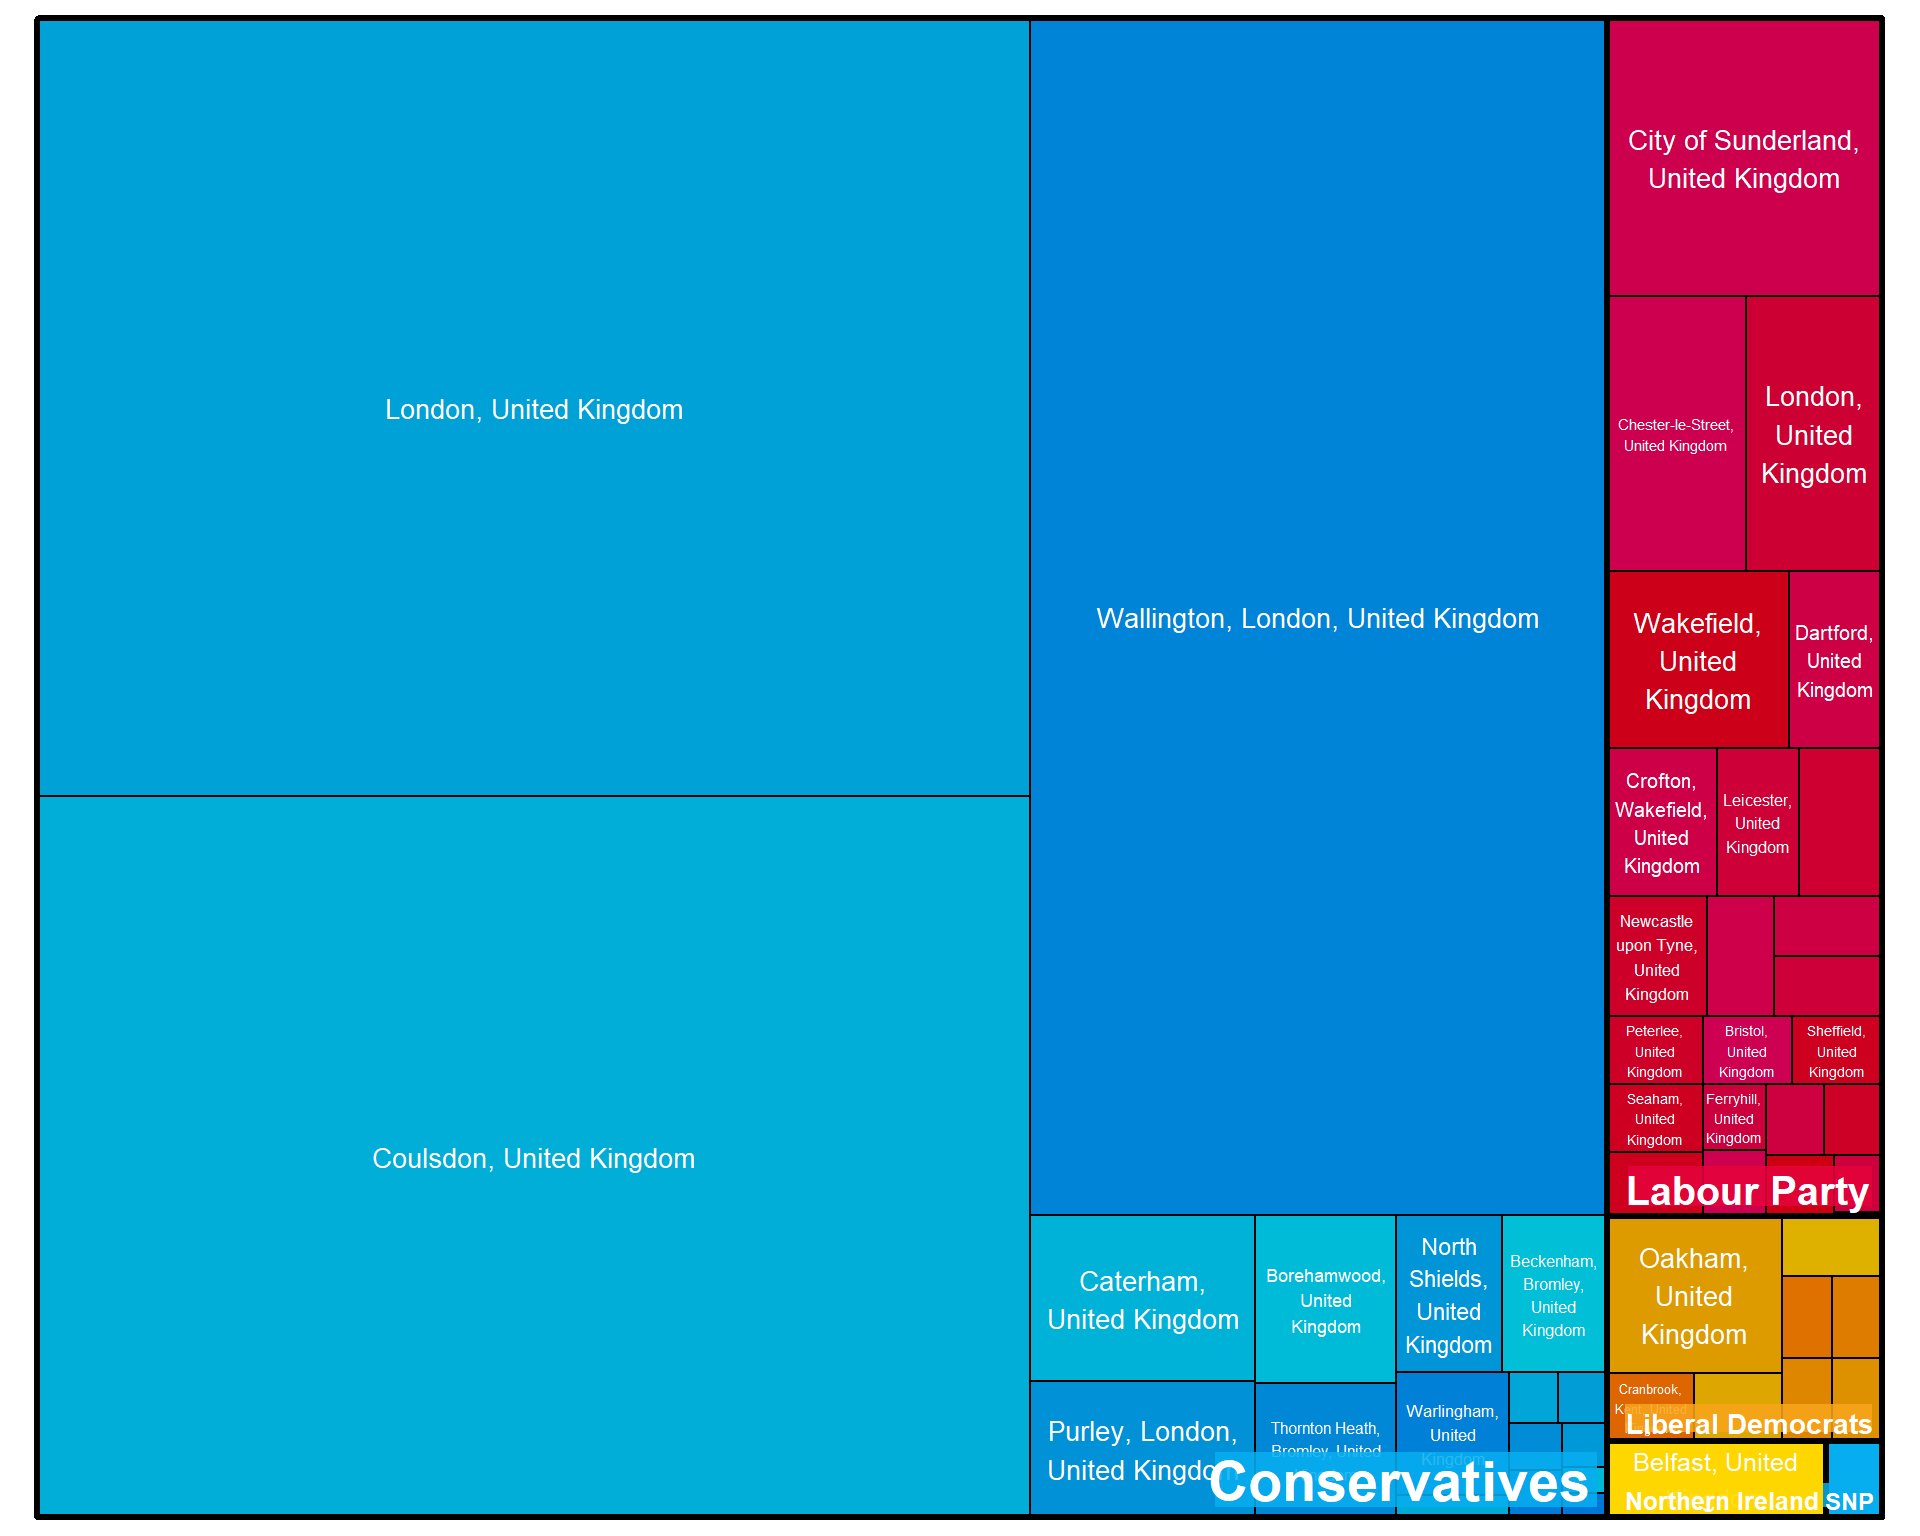 London, United Kingdom
Coulsdon, United Kingdom
Wallington, London, United Kingdom
Caterham,
United Kingdom
Purley, London,
United Kingdom
Borehamwood,
United
Kingdom
Thornton Heath,
Bromley, United
North
Shields,
United
Kingdom
Beckenham,
Bromley,
United
Kingdom
Warlingham,
United
Kingdom
Conservatives
City of Sunderland,
United Kingdom
Chester-le-Street,
United Kingdom
London,
United
Kingdom
Wakefield,
United
Kingdom
Dartford,
United
Kingdom
Crofton,
Wakefield,
United
Kingdom
Leicester,
United
Kingdom
Newcastle
upon Tyne,
United
Kingdom
Peterlee,
United
Kingdom
Bristol,
United
Kingdom
Sheffield,
United
Kingdom
Seaham,
United
Kingdom
Ferryhill,
United
Kingdom
Labour Party
Oakham,
United
Kingdom
Cranbrook,
Kent, United
Liberal Democrats
Belfast, United
Northern Ireland
SNP